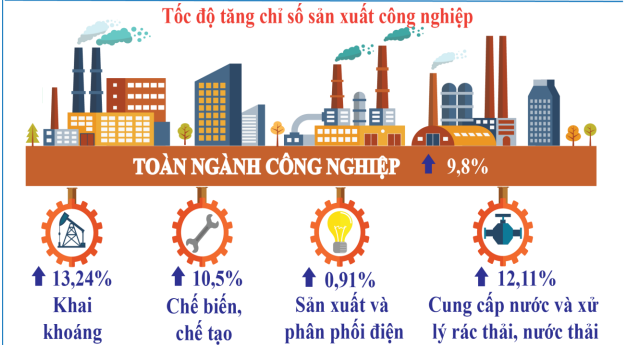 Tốc độ tăng chỉ số sản xuất công nghiệp
TOÀN NGÀNH CÔNG NGHIỆP 9,8%
13,24%
Khai
khoáng
10,5%
Chế biến,
chế tạo
0,91%
Sản xuất và
phân phối điện
12,11%
Cung cấp nước và xử
lý rác thải, nước thải